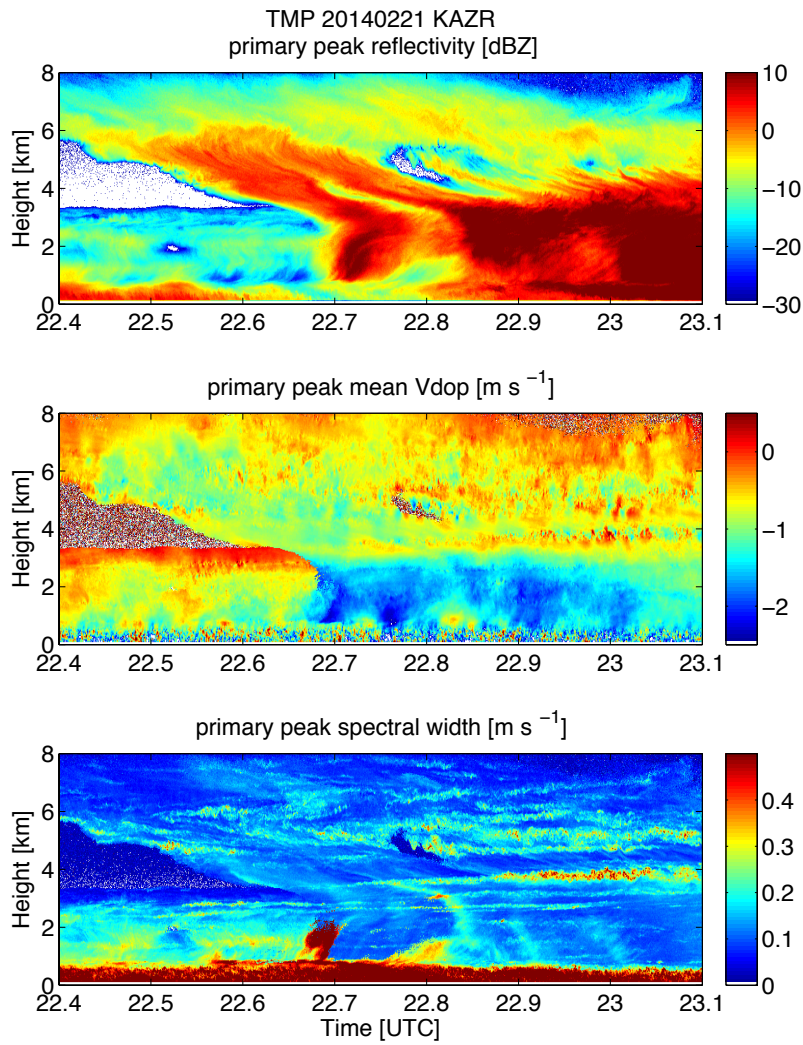 TMP 20140221 KAZR
primary peak reflectivity [dBZ]
8
6
4
2
0
Height [km]
22.4 22.5 22.6 22.7 22.8 22.9 23 23.1
10
0
−10
−20
−30
primary peak mean Vdop [m s −1]
8
6
4
2
0
Height [km]
22.4 22.5 22.6 22.7 22.8 22.9 23 23.1
0
−1
−2
primary peak spectral width [m s −1]
8
6
4
2
0
Height [km]
22.4 22.5 22.6 22.7 22.8 22.9 23 23.1
Time [UTC]
0.4
0.3
0.2
0.1
0